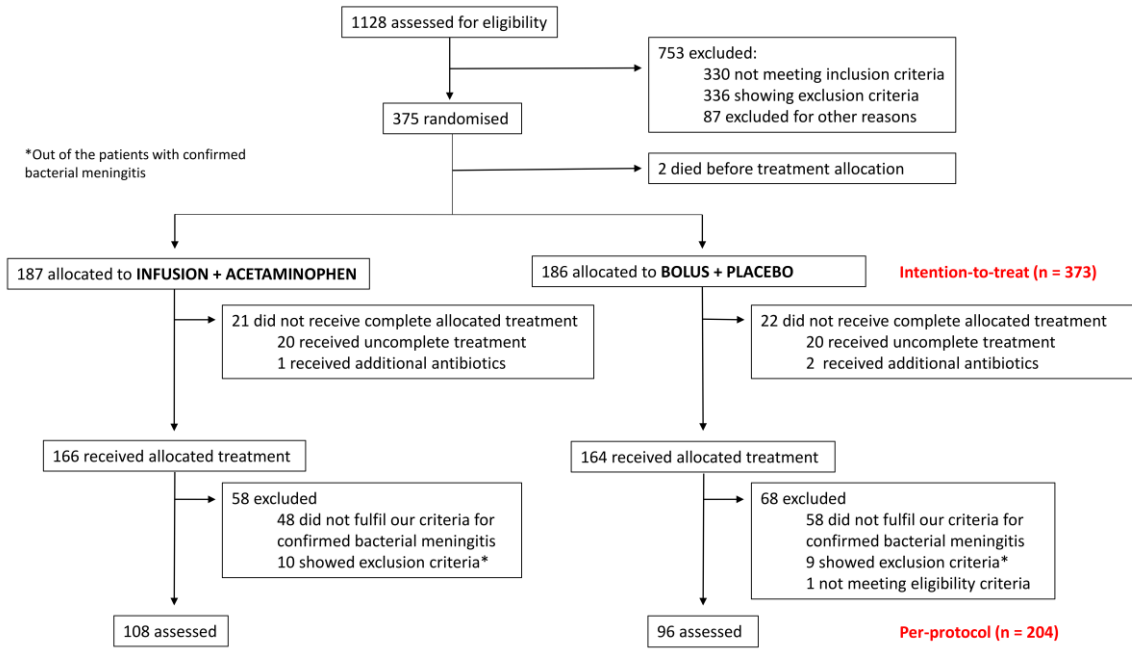 1128 assessed for eligibility
753 excluded:
330 not meeting inclusion criteria
336 showing exclusion criteria
87 excluded for other reasons
375 randomised
*Out of the patients with confirmed
bacterial meningitis
2 died before treatment allocation
187 allocated to INFUSION + ACETAMINOPHEN
186 allocated to BOLUS + PLACEBO
Intention-to-treat (n = 373)
21 did not receive complete allocated treatment
20 received uncomplete treatment
1 received additional antibiotics
22 did not receive complete allocated treatment
20 received uncomplete treatment
2 received additional antibiotics
166 received allocated treatment
164 received allocated treatment
58 excluded
48 did not fulfil our criteria for
confirmed bacterial meningitis
10 showed exclusion criteria*
68 excluded
58 did not fulfil our criteria for
confirmed bacterial meningitis
9 showed exclusion criteria*
1 not meeting eligibility criteria
108 assessed
96 assessed
Per-protocol (n = 204)